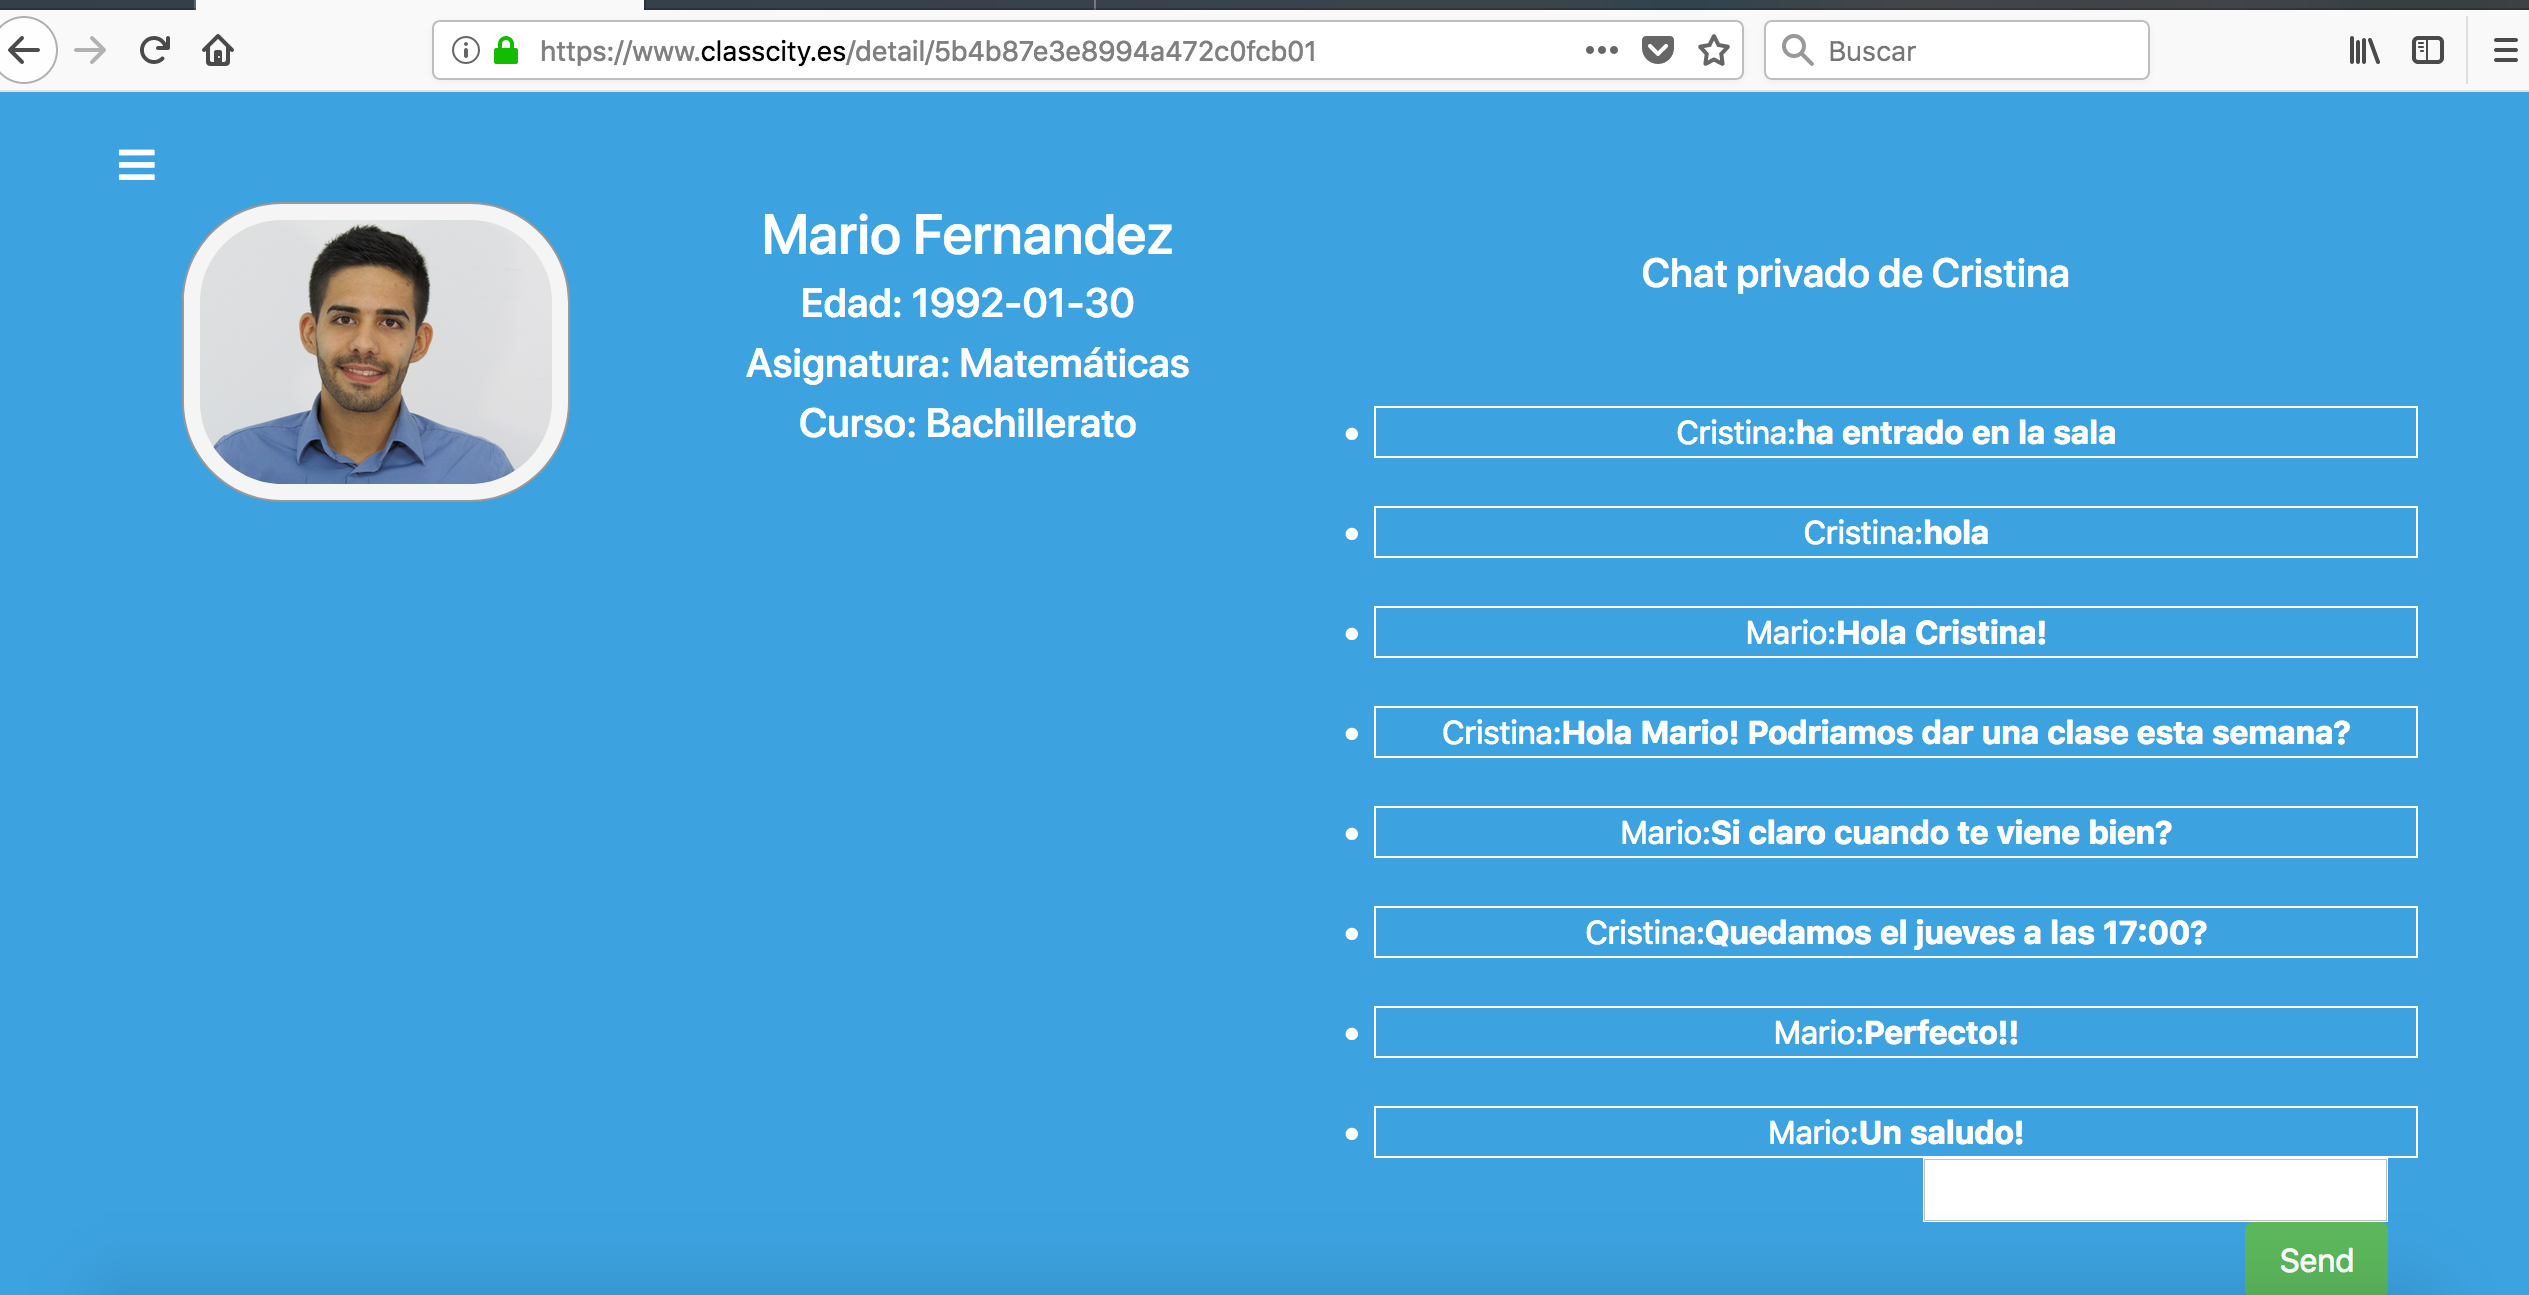 https://www.classcity.es/detail/5b4b87e3e8994a472c0fcb01
Buscar
Mario Fernandez
Edad: 1992-01-30
Asignatura: Matemáticas
Curso: Bachillerato
Chat privado de Cristina
Cristina:ha entrado en la sala
Cristina:hola
Mario:Hola Cristina!
Cristina:Hola Mario! Podriamos dar una clase esta semana?
Mario:Si claro cuando te viene bien?
Cristina:Quedamos el jueves a las 17:00?
Mario:Perfecto!!
Mario:Un saludo!
Send